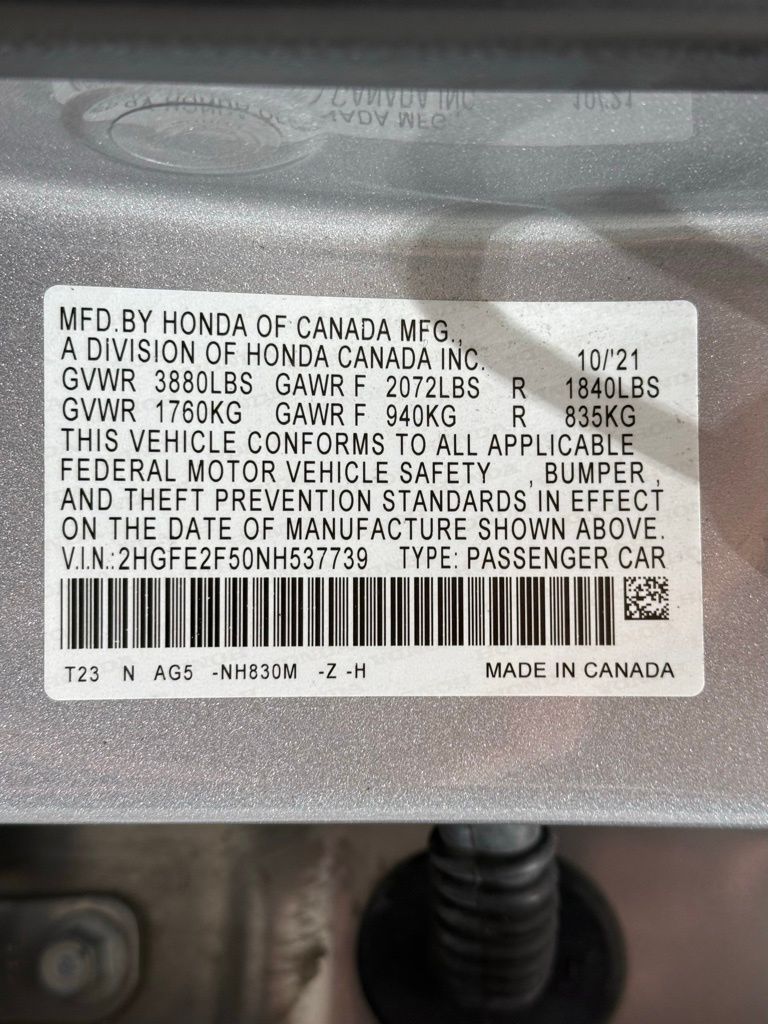 MFD.BY HONDA OF CANADA MFG.,
A DIVISION OF HONDA CANADA INC. 10/'21
GVWR 3880LBS GAWR F 2072LBS R 1840LBS
GVWR 1760KG GAWR F 940KG R 835KG
THIS VEHICLE CONFORMS TO ALL APPLICABLE
FEDERAL MOTOR VEHICLE SAFETY , BUMPER ,
AND THEFT PREVENTION STANDARDS IN EFFECT
ON THE DATE OF MANUFACTURE SHOWN ABOVE.
V.I.N.:2HGFE2F50NH537739 TYPE: PASSENGER CAR
T23 N AG5 -NH830M -Z -H MADE IN CANADA